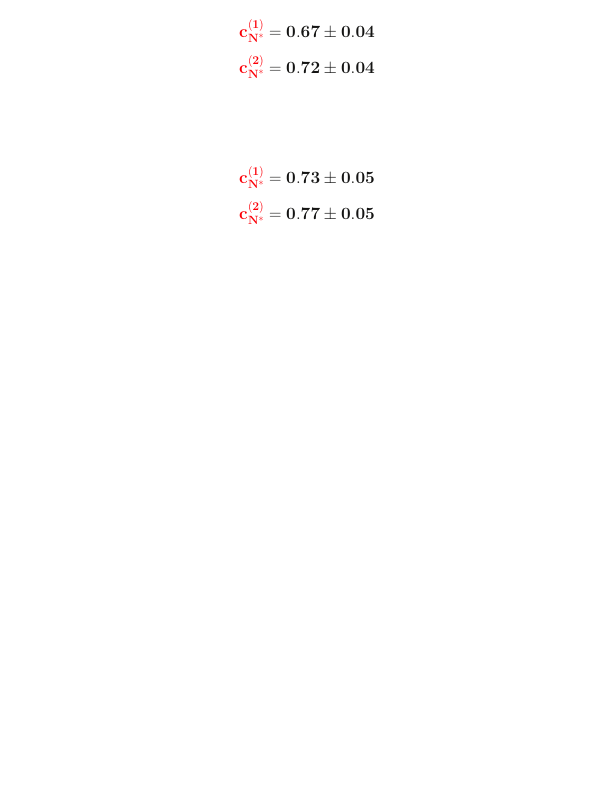 c_{N*}^{(1)} = 0.67 ± 0.04
c_{N*}^{(2)} = 0.72 ± 0.04
c_{N*}^{(1)} = 0.73 ± 0.05
c_{N*}^{(2)} = 0.77 ± 0.05